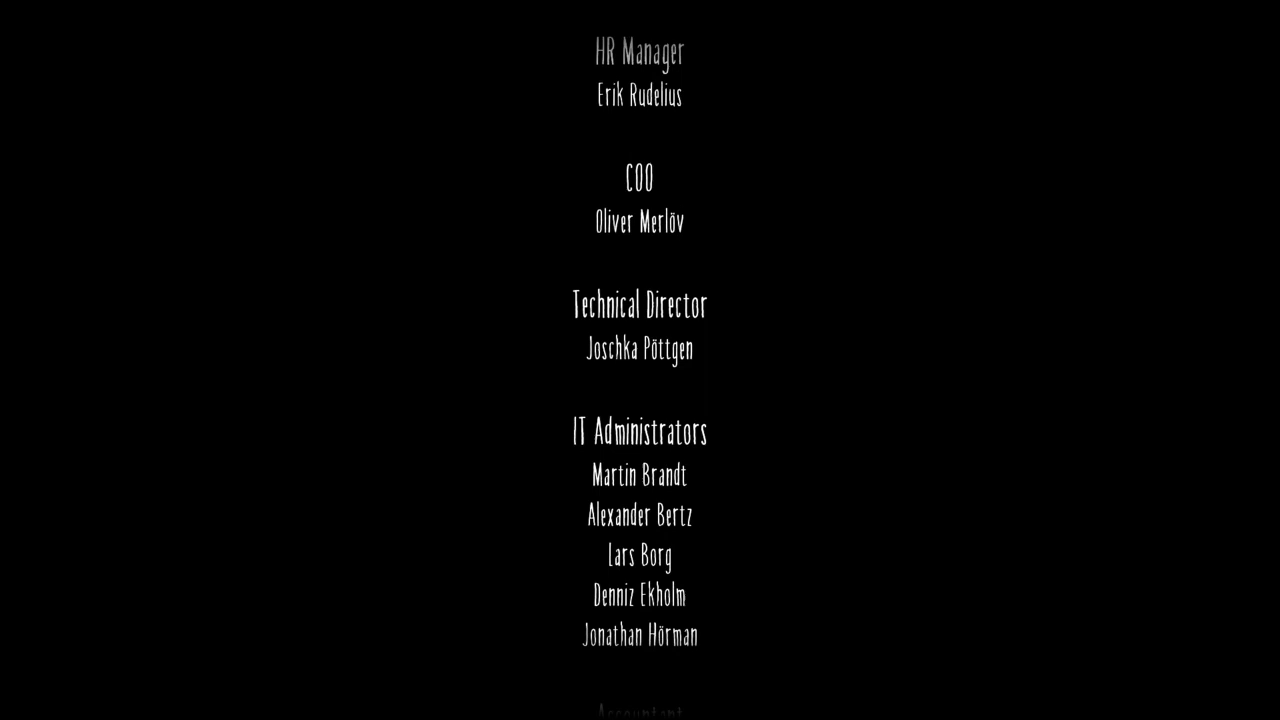 HR Manager
Erik Rudelius
COO
Oliver Merlöv
Technical Director
Joschka Pöttgen
IT Administrators
Martin Brandt
Alexander Bertz
Lars Borg
Denniz Ekholm
Jonathan Hörman
Accountant